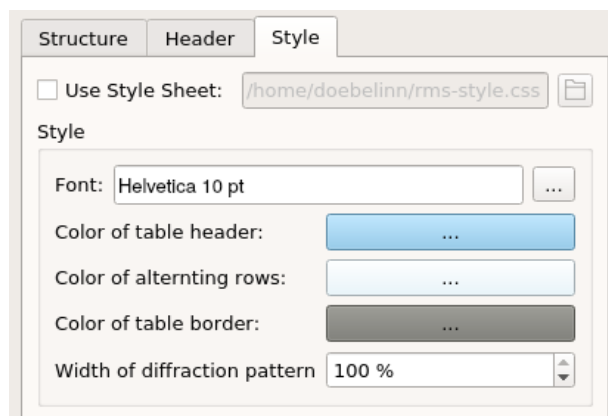 Structure Header Style
Use Style Sheet: /home/doebelinn/rms-style.css
Style
Font: Helvetica 10 pt ...
Color of table header: ...
Color of alternting rows: ...
Color of table border: ...
Width of diffraction pattern 100 %